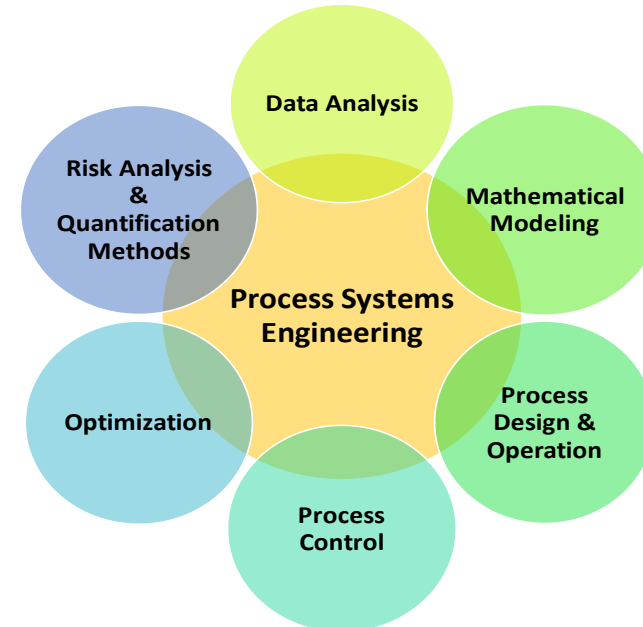 Data Analysis
Risk Analysis
&
Quantification
Methods
Mathematical
Modeling
Process Systems
Engineering
Optimization
Process
Design &
Operation
Process
Control